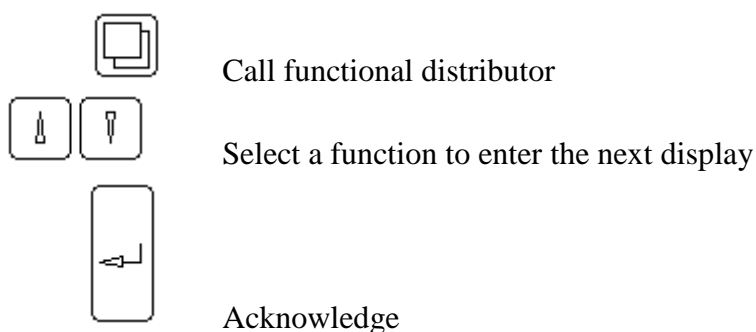 Call functional distributor
Select a function to enter the next display
Acknowledge